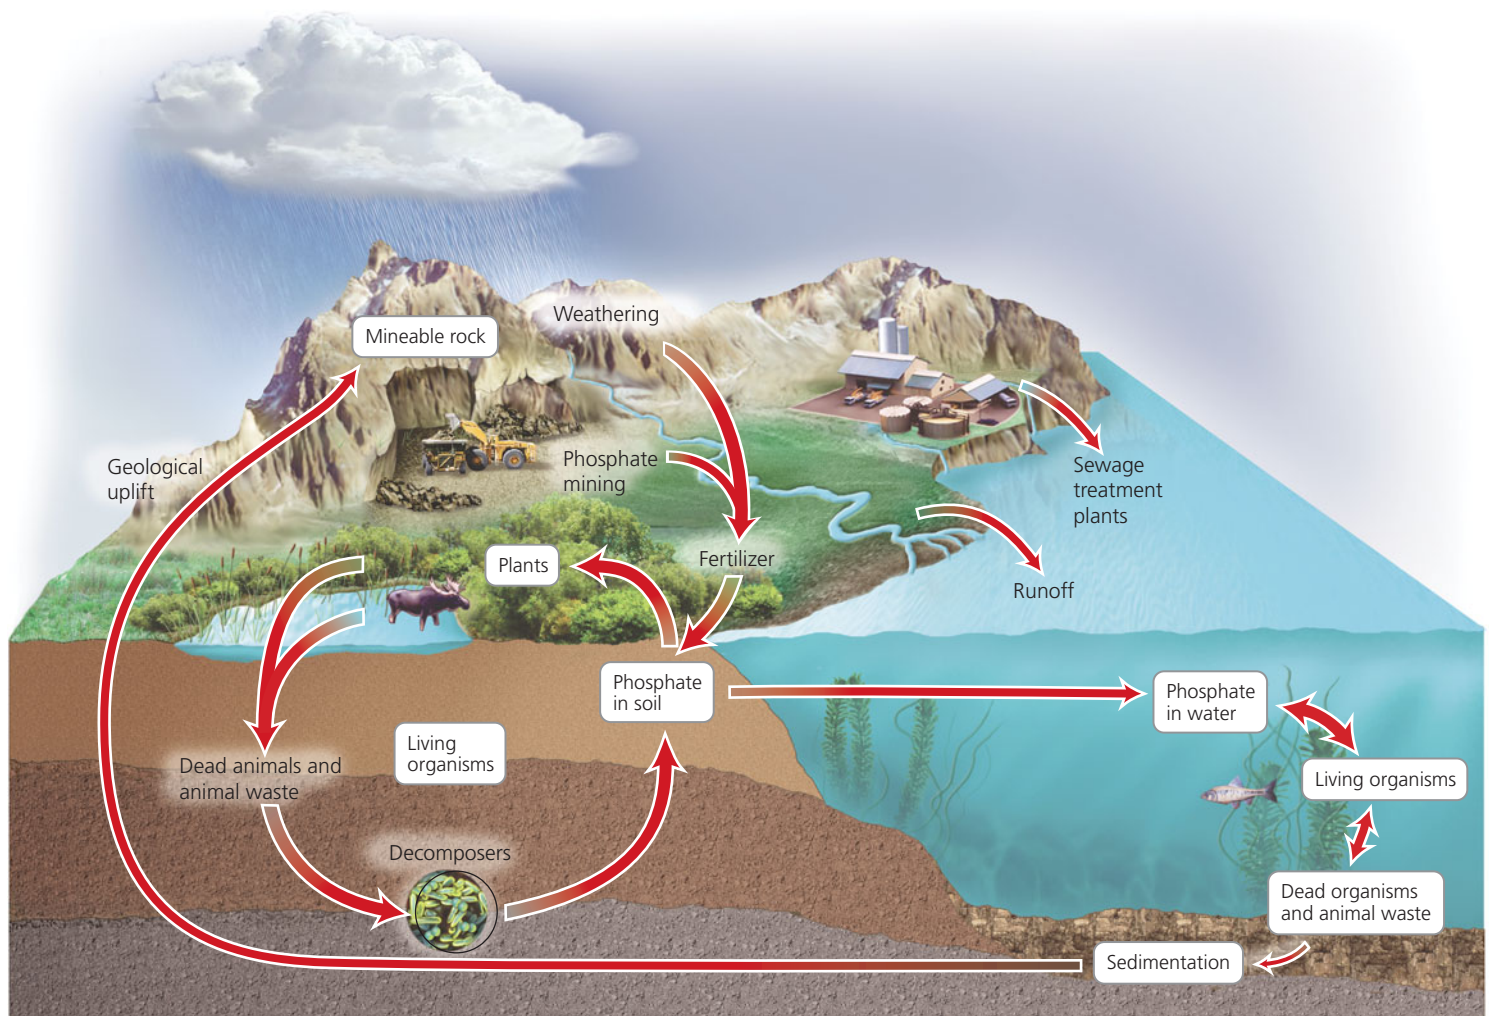 Mineable rock
Weathering
Geological
uplift
Phosphate
mining
Sewage
treatment
plants
Plants
Fertilizer
Runoff
Phosphate
in soil
Phosphate
in water
Living
organisms
Dead animals and
animal waste
Living organisms
Decomposers
Dead organisms
and animal waste
Sedimentation